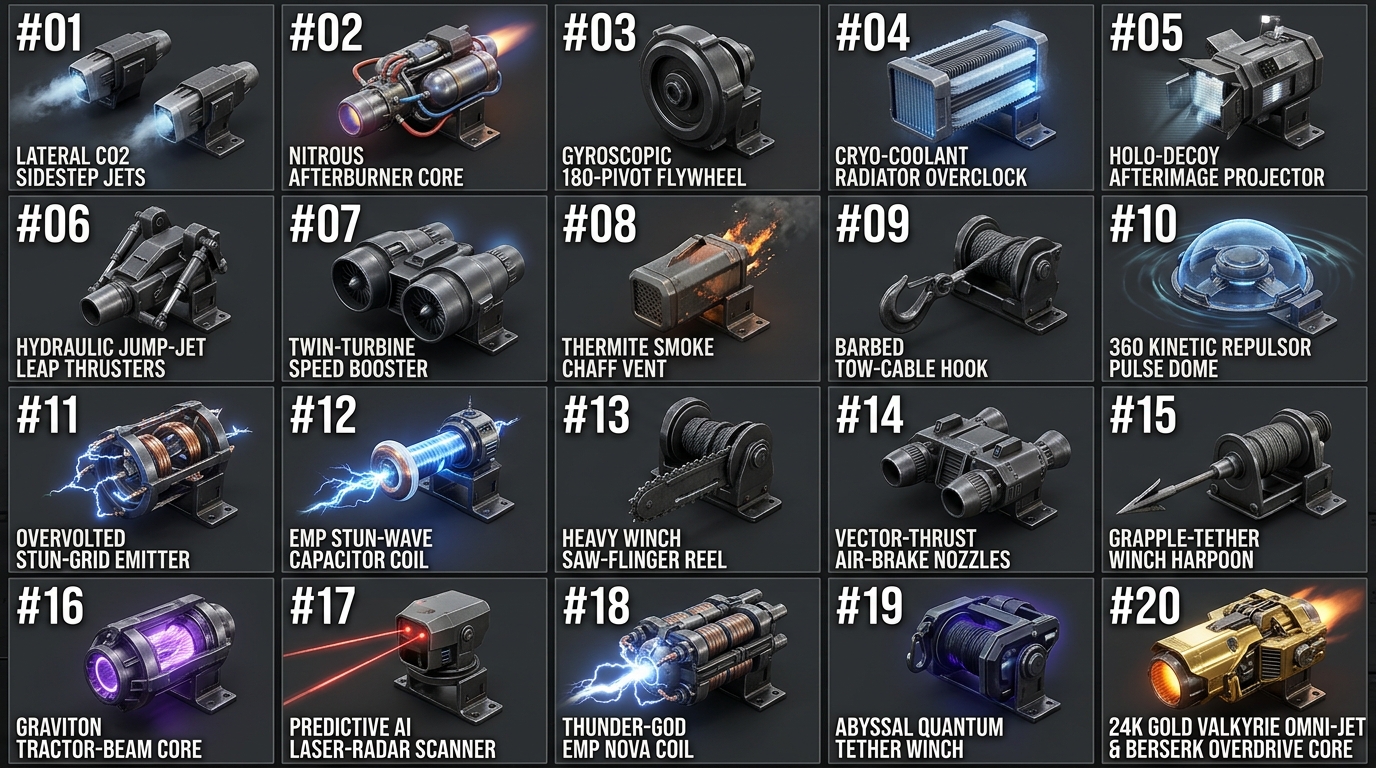 #01
LATERAL CO2
SIDESTEP JETS
#02
NITROUS
AFTERBURNER CORE
#03
GYROSCOPIC
180-PIVOT FLYWHEEL
#04
CRYO-COOLANT
RADIATOR OVERCLOCK
#05
HOLO-DECOY
AFTERIMAGE PROJECTOR
#06
HYDRAULIC JUMP-JET
LEAP THRUSTERS
#07
TWIN-TURBINE
SPEED BOOSTER
#08
THERMITE SMOKE
CHAFF VENT
#09
BARBED
TOW-CABLE HOOK
#10
360 KINETIC REPULSOR
PULSE DOME
#11
OVERVOLTED
STUN-GRID EMITTER
#12
EMP STUN-WAVE
CAPACITOR COIL
#13
HEAVY WINCH
SAW-FLINGER REEL
#14
VECTOR-THRUST
AIR-BRAKE NOZZLES
#15
GRAPPLE-TETHER
WINCH HARPOON
#16
GRAVITON
TRACTOR-BEAM CORE
#17
PREDICTIVE AI
LASER-RADAR SCANNER
#18
THUNDER-GOD
EMP NOVA COIL
#19
ABYSSAL QUANTUM
TETHER WINCH
#20
24K GOLD VALKYRIE OMNI-JET
& BERSERK OVERDRIVE CORE